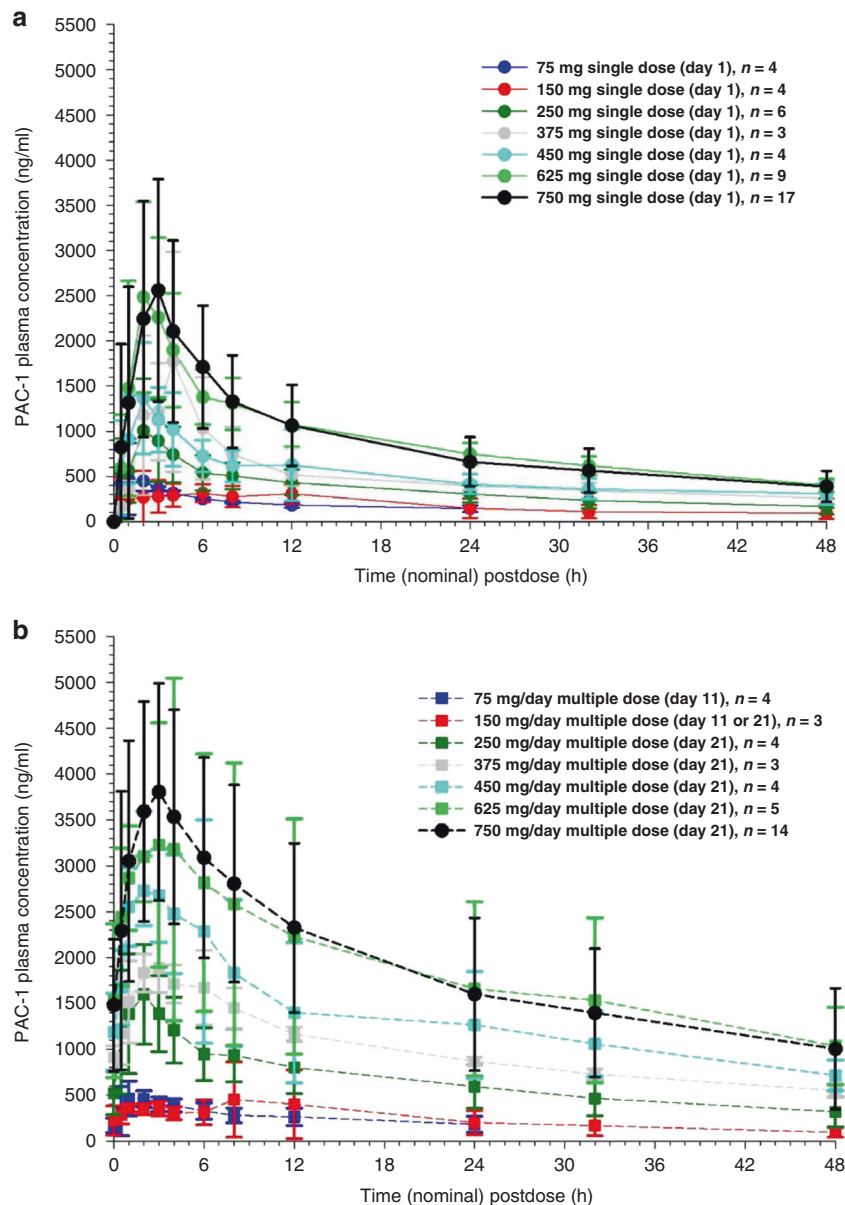 a
5500
5000
4500
4000
3500
3000
2500
2000
1500
1000
500
0
PAC-1 plasma concentration (ng/ml)
75 mg single dose (day 1), n = 4
150 mg single dose (day 1), n = 4
250 mg single dose (day 1), n = 6
375 mg single dose (day 1), n = 3
450 mg single dose (day 1), n = 4
625 mg single dose (day 1), n = 9
750 mg single dose (day 1), n = 17
0 6 12 18 24 30 36 42 48
Time (nominal) postdose (h)
b
5500
5000
4500
4000
3500
3000
2500
2000
1500
1000
500
0
PAC-1 plasma concentration (ng/ml)
75 mg/day multiple dose (day 11), n = 4
150 mg/day multiple dose (day 11 or 21), n = 3
250 mg/day multiple dose (day 21), n = 4
375 mg/day multiple dose (day 21), n = 3
450 mg/day multiple dose (day 21), n = 4
625 mg/day multiple dose (day 21), n = 5
750 mg/day multiple dose (day 21), n = 14
0 6 12 18 24 30 36 42 48
Time (nominal) postdose (h)